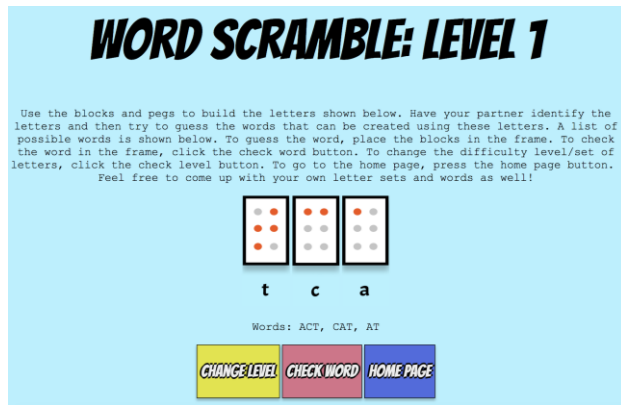 WORD SCRAMBLE: LEVEL 1
Use the blocks and pegs to build the letters shown below. Have your partner identify the
letters and then try to guess the words that can be created using these letters. A list of
possible words is shown below. To guess the word, place the blocks in the frame. To check
the word in the frame, click the check word button. To change the difficulty level/set of
letters, click the check level button. To go to the home page, press the home page button.
Feel free to come up with your own letter sets and words as well!
t c a
Words: ACT, CAT, AT
CHANGE LEVEL CHECK WORD HOME PAGE